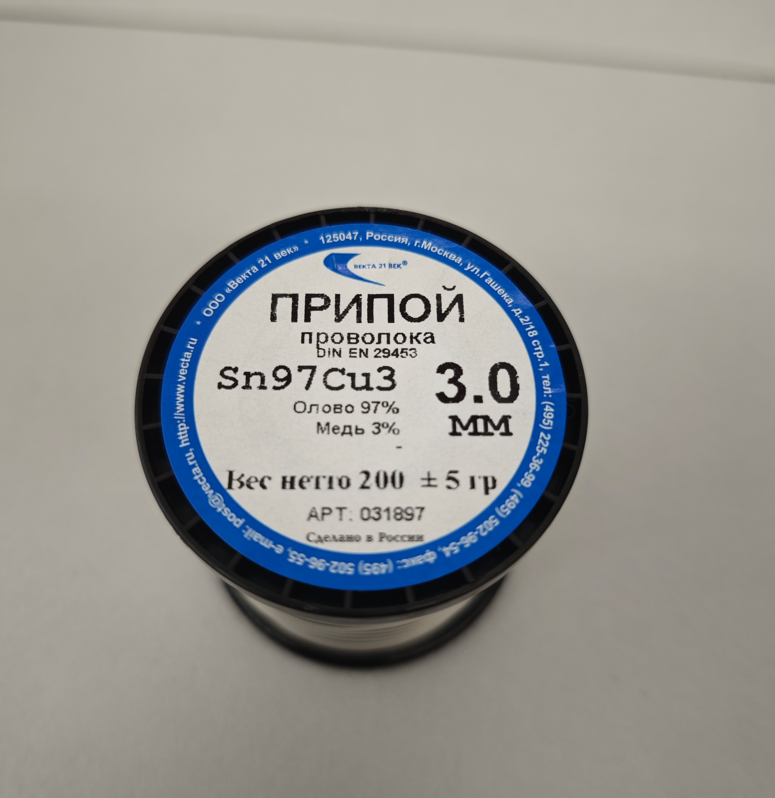 ООО «Векта 21 век» * 125047, Россия, г.Москва, ул.Гашека, д.2/18 стр.1, тел: (495) 225-36-99, (495) 502-96-54, факс: (495) 502-96-55, e-mail: post@vecta.ru, http://www.vecta.ru *
ВЕКТА 21 ВЕК®
ПРИПОЙ
проволока
DIN EN 29453
Sn97Cu3
3.0
мм
Олово 97%
Медь 3%
-
Вес нетто 200 ± 5 гр
АРТ: 031897
Сделано в России